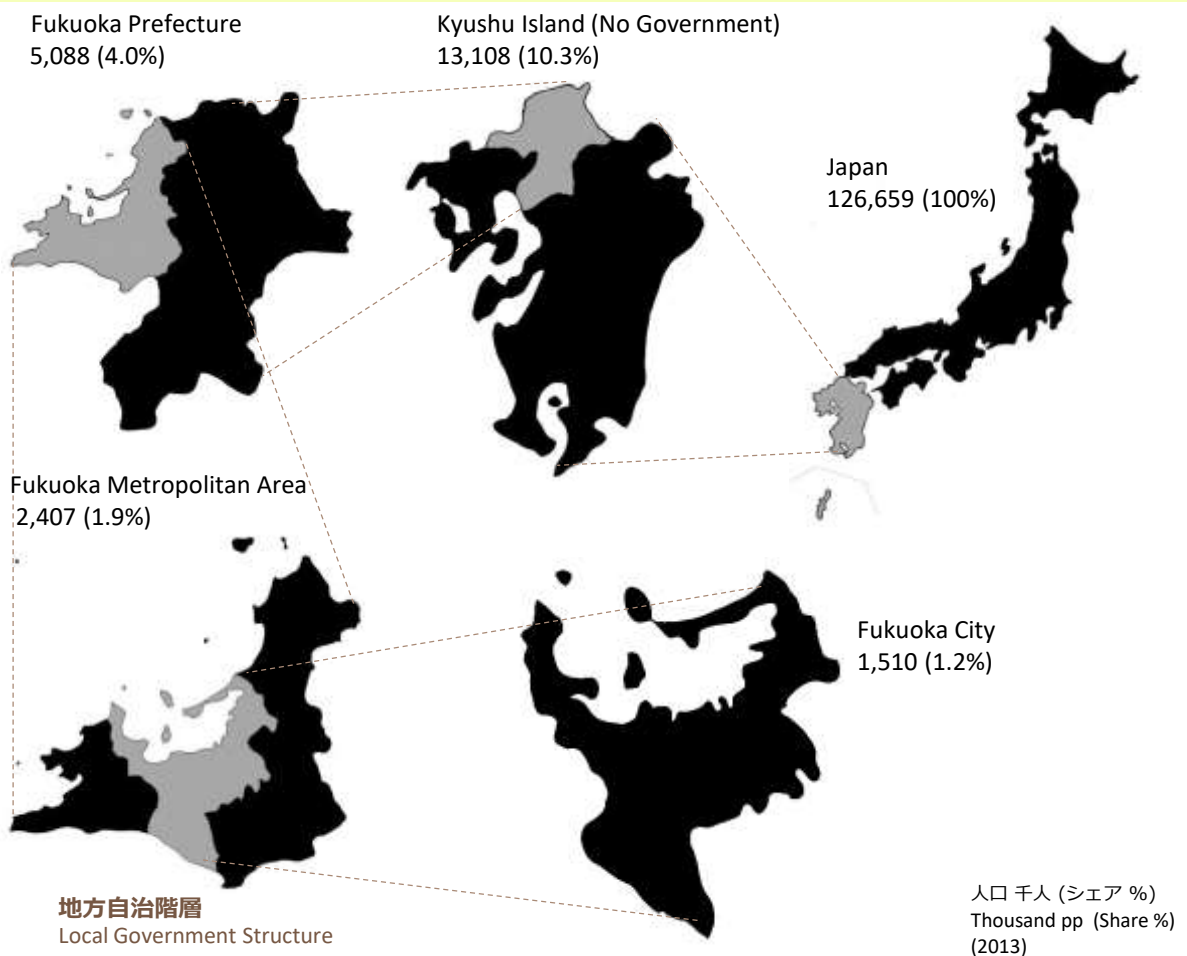 Fukuoka Prefecture
5,088 (4.0%)
Kyushu Island (No Government)
13,108 (10.3%)
Japan
126,659 (100%)
Fukuoka Metropolitan Area
2,407 (1.9%)
Fukuoka City
1,510 (1.2%)
地方自治階層
Local Government Structure
人口 千人 (シェア %)
Thousand pp (Share %)
(2013)